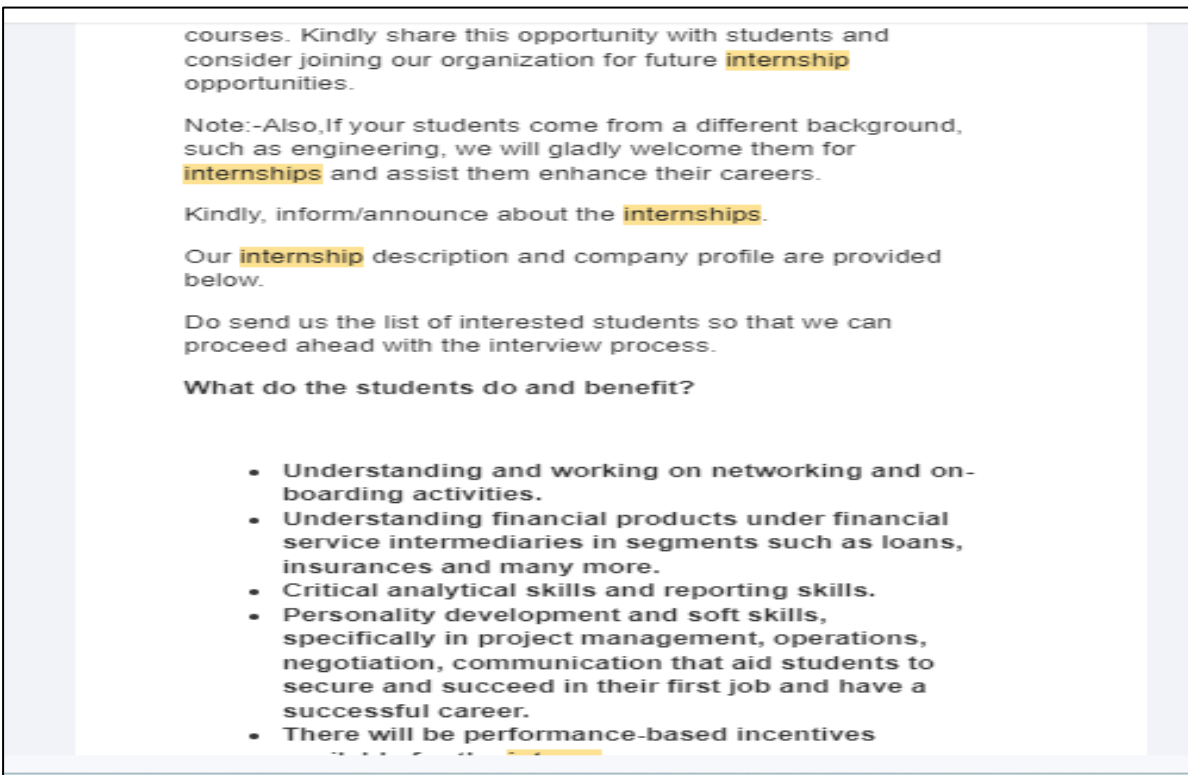 courses. Kindly share this opportunity with students and
consider joining our organization for future internship
opportunities.
Note:-Also,If your students come from a different background,
such as engineering, we will gladly welcome them for
internships and assist them enhance their careers.
Kindly, inform/announce about the internships.
Our internship description and company profile are provided
below.
Do send us the list of interested students so that we can
proceed ahead with the interview process.
What do the students do and benefit?
• Understanding and working on networking and on-
boarding activities.
• Understanding financial products under financial
service intermediaries in segments such as loans,
insurances and many more.
• Critical analytical skills and reporting skills.
• Personality development and soft skills,
specifically in project management, operations,
negotiation, communication that aid students to
secure and succeed in their first job and have a
successful career.
• There will be performance-based incentives